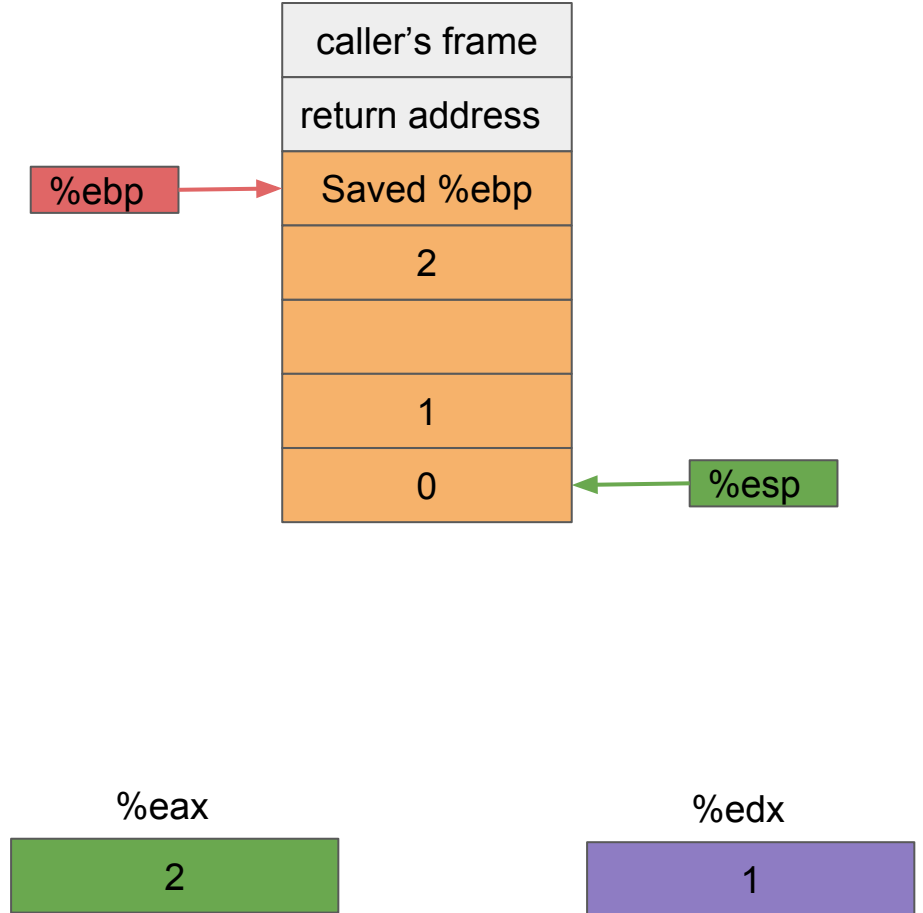 caller’s frame
return address
%ebp
Saved %ebp
2
1
0
%esp
%eax
%edx
2
1